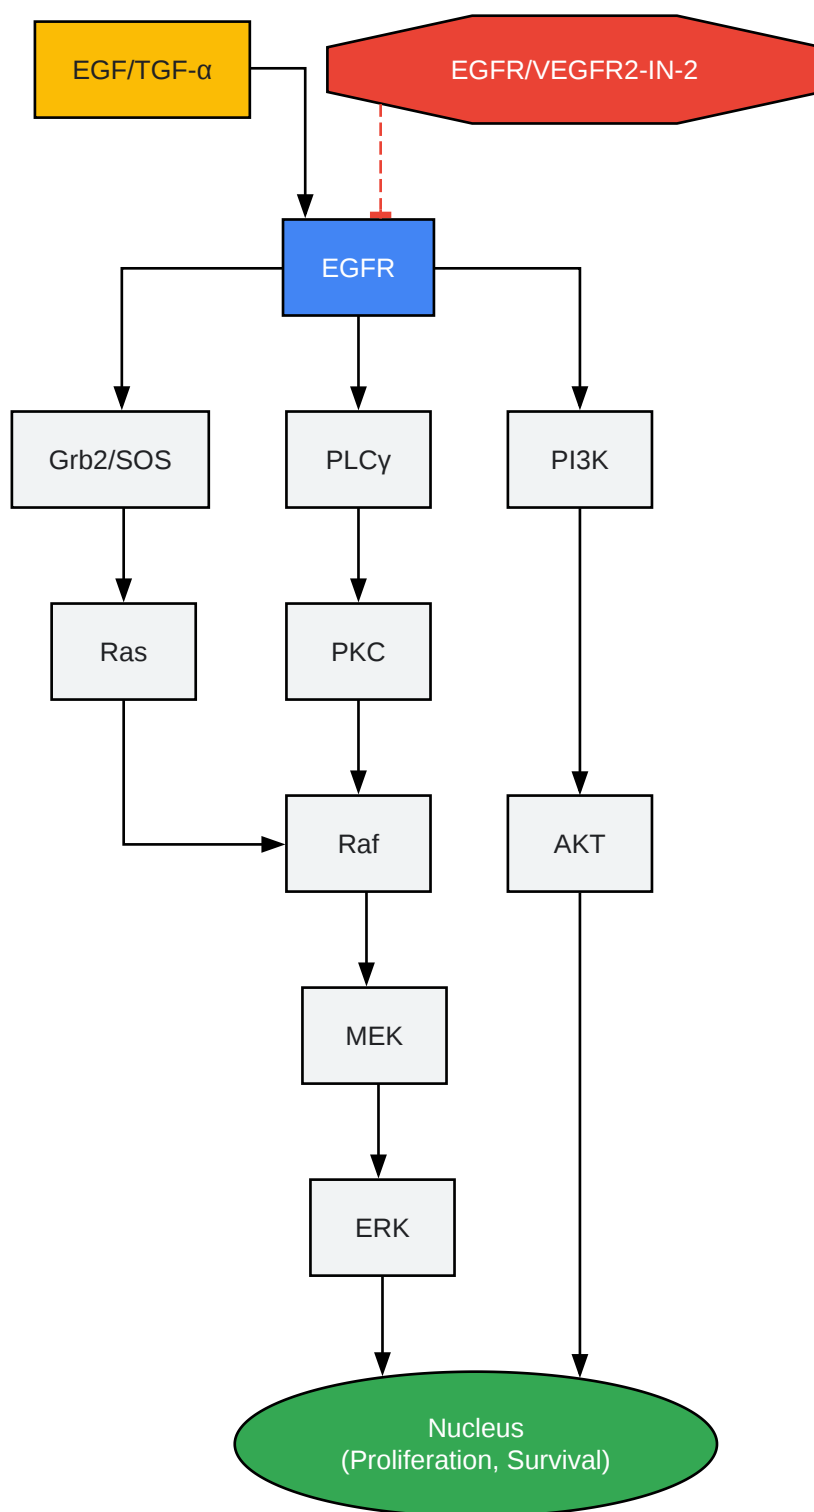 EGF/TGF-α
EGFR/VEGFR2-IN-2
EGFR
Grb2/SOS
PLCγ
PI3K
Ras
PKC
Raf
AKT
MEK
ERK
Nucleus
(Proliferation, Survival)